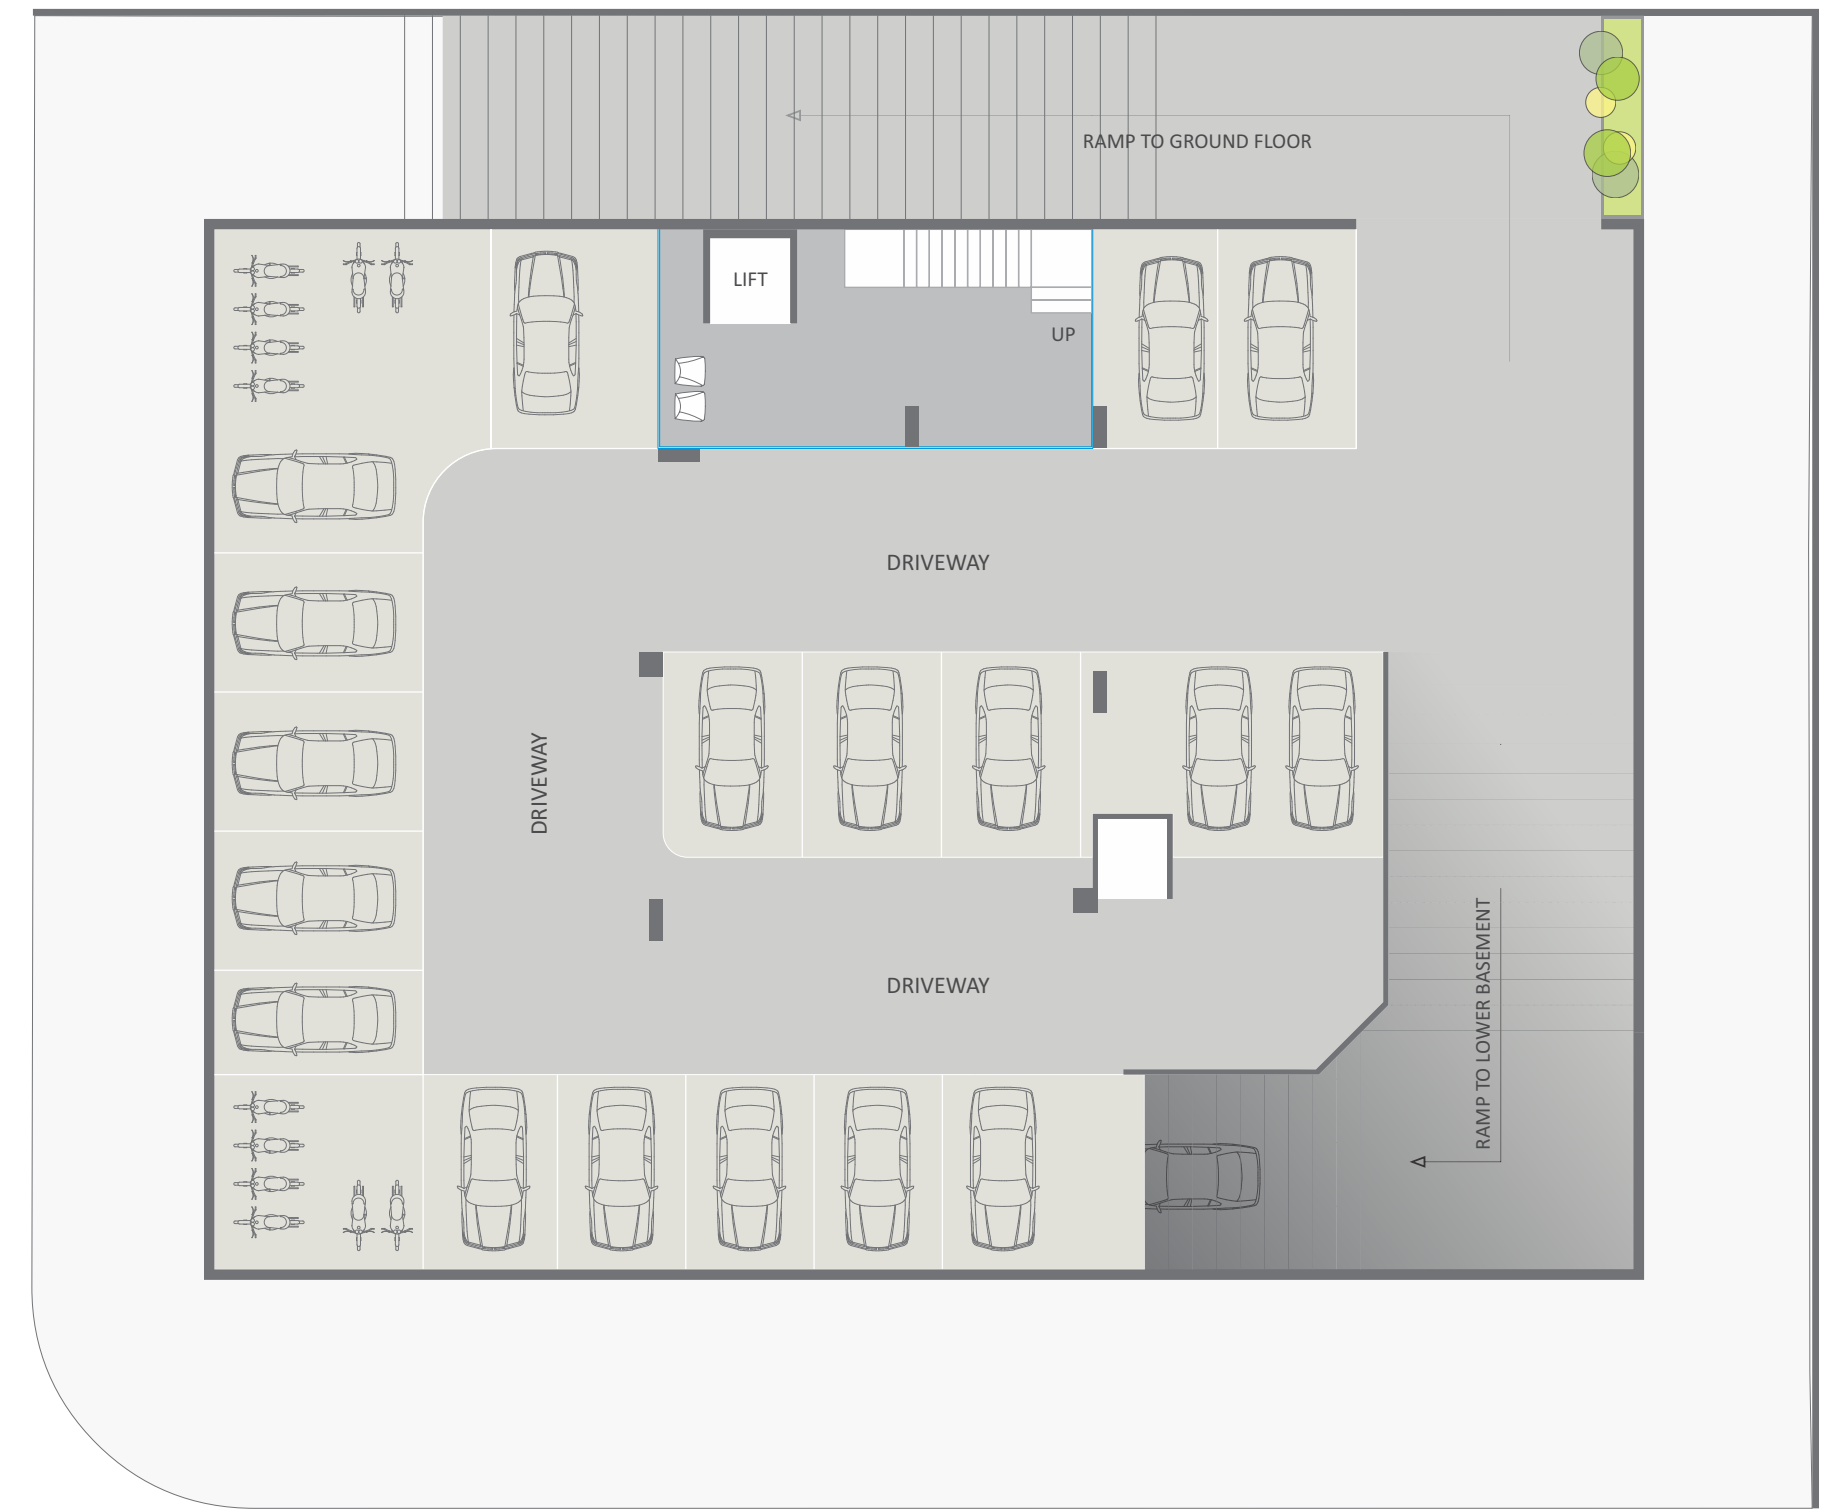 RAMP TO GROUND FLOOR
LIFT
UP
DRIVEWAY
DRIVEWAY
DRIVEWAY
RAMP TO LOWER BASEMENT